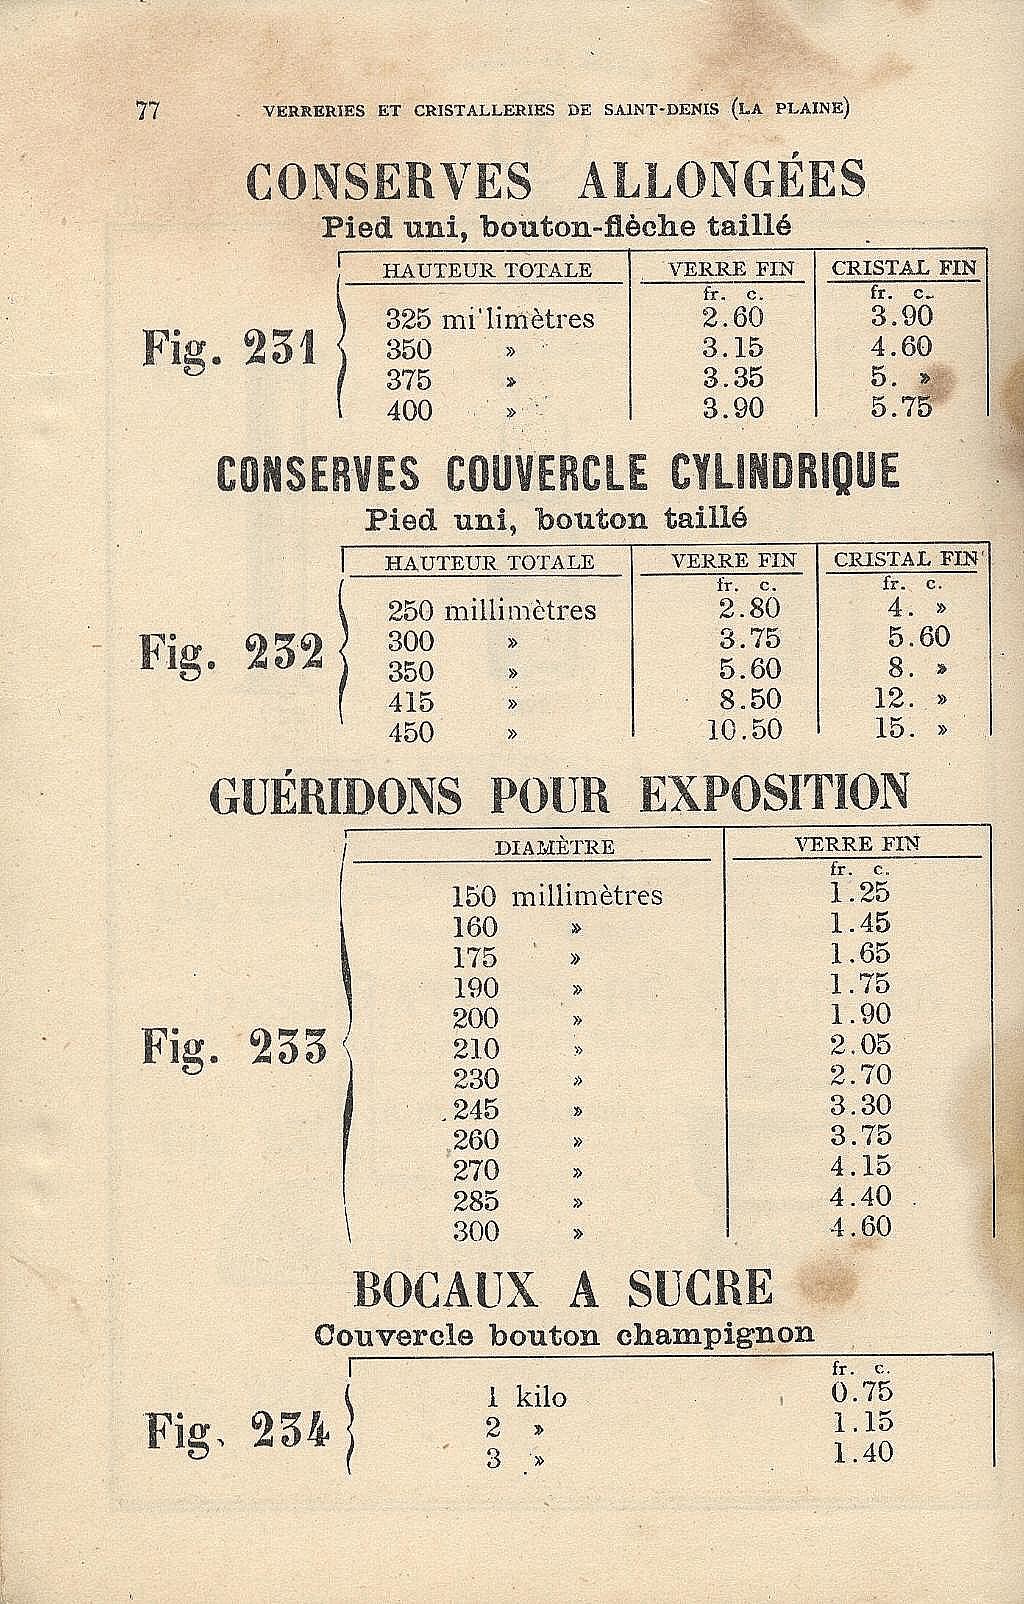 77 VERRERIES ET CRISTALLERIES DE SAINT-DENIS (LA PLAINE)
CONSERVES ALLONGÉES
Pied uni, bouton-flèche taillé
HAUTEUR TOTALE VERRE FIN CRISTAL FIN
fr. c. fr. c.
325 mi'limètres 2.60 3.90
Fig. 231
350 » 3.15 4.60
375 » 3.35 5. »
400 » 3.90 5.75
CONSERVES COUVERCLE CYLINDRIQUE
Pied uni, bouton taillé
HAUTEUR TOTALE VERRE FIN CRISTAL FIN
fr. c. fr. c.
250 millimètres 2.80 4. »
300 » 3.75 5.60
Fig. 232
350 » 5.60 8. »
415 » 8.50 12. »
450 » 10.50 15. »
GUÉRIDONS POUR EXPOSITION
DIAMÈTRE VERRE FIN
fr. c.
150 millimètres 1.25
160 » 1.45
175 » 1.65
190 » 1.75
200 » 1.90
Fig. 233
210 » 2.05
230 » 2.70
245 » 3.30
260 » 3.75
270 » 4.15
285 » 4.40
300 » 4.60
BOCAUX A SUCRE
Couvercle bouton champignon
fr. c.
1 kilo 0.75
Fig. 234
2 » 1.15
3 » 1.40